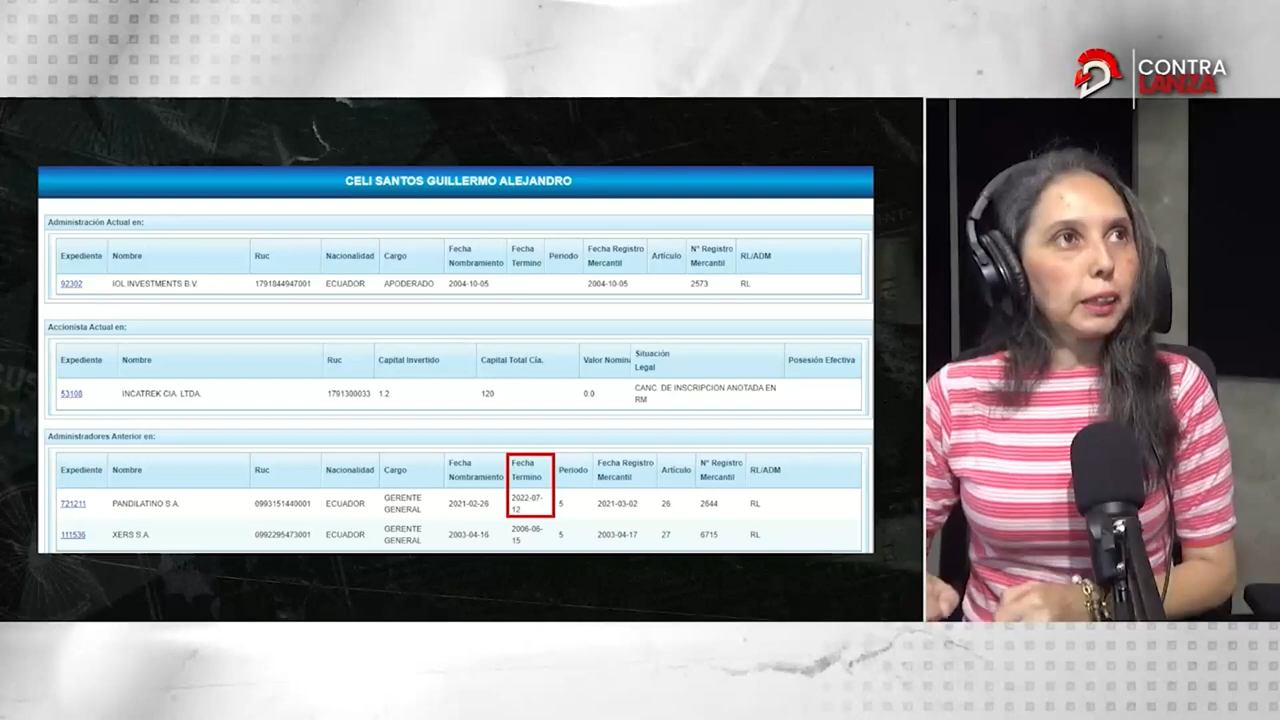 CONTRA
LANZA
CELI SANTOS GUILLERMO ALEJANDRO
Administración Actual en:
Expediente Nombre Ruc Nacionalidad Cargo Fecha Nombramiento Fecha Termino Periodo Fecha Registro Mercantil Artículo N° Registro Mercantil RL/ADM
92302 IOL INVESTMENTS B.V. 1791844947001 ECUADOR APODERADO 2004-10-05 2004-10-05 2573 RL
Accionista Actual en:
Expediente Nombre Ruc Capital Invertido Capital Total Cía. Valor Nomina Situación Legal Posesión Efectiva
53108 INCATREK CIA. LTDA. 1791300033 1.2 120 0.0 CANC. DE INSCRIPCION ANOTADA EN RM
Administradores Anterior en:
Expediente Nombre Ruc Nacionalidad Cargo Fecha Nombramiento Fecha Termino Periodo Fecha Registro Mercantil Artículo N° Registro Mercantil RL/ADM
721211 PANDILATINO S.A. 0993151449001 ECUADOR GERENTE GENERAL 2021-02-26 2022-07-12 5 2021-03-02 26 2644 RL
111536 XERS S.A. 0992295473001 ECUADOR GERENTE GENERAL 2003-04-16 2006-06-15 5 2003-04-17 27 6715 RL